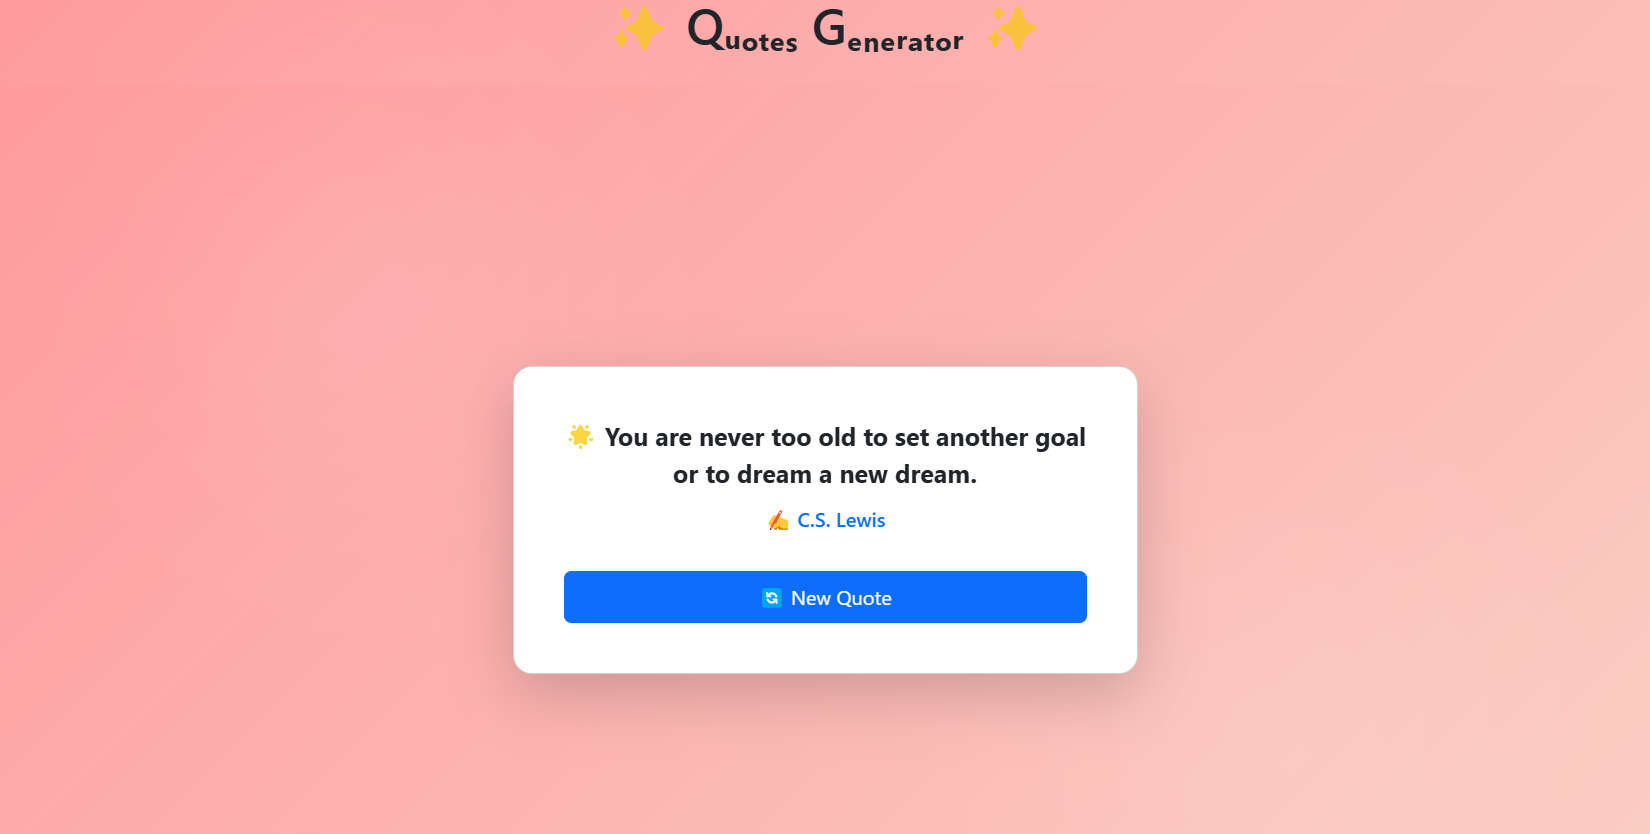 ✨ Quotes Generator ✨
🌟 You are never too old to set another goal
or to dream a new dream.
✍️ C.S. Lewis
🔄 New Quote